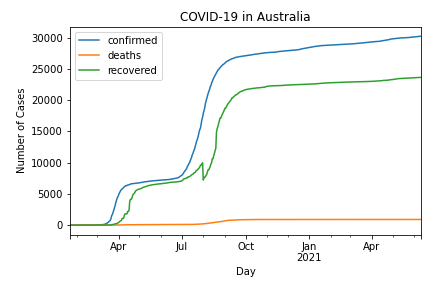 COVID-19 in Australia
confirmed
deaths
recovered
Number of Cases
30000
25000
20000
15000
10000
5000
0
Apr
Jul
Oct
Jan
2021
Apr
Day